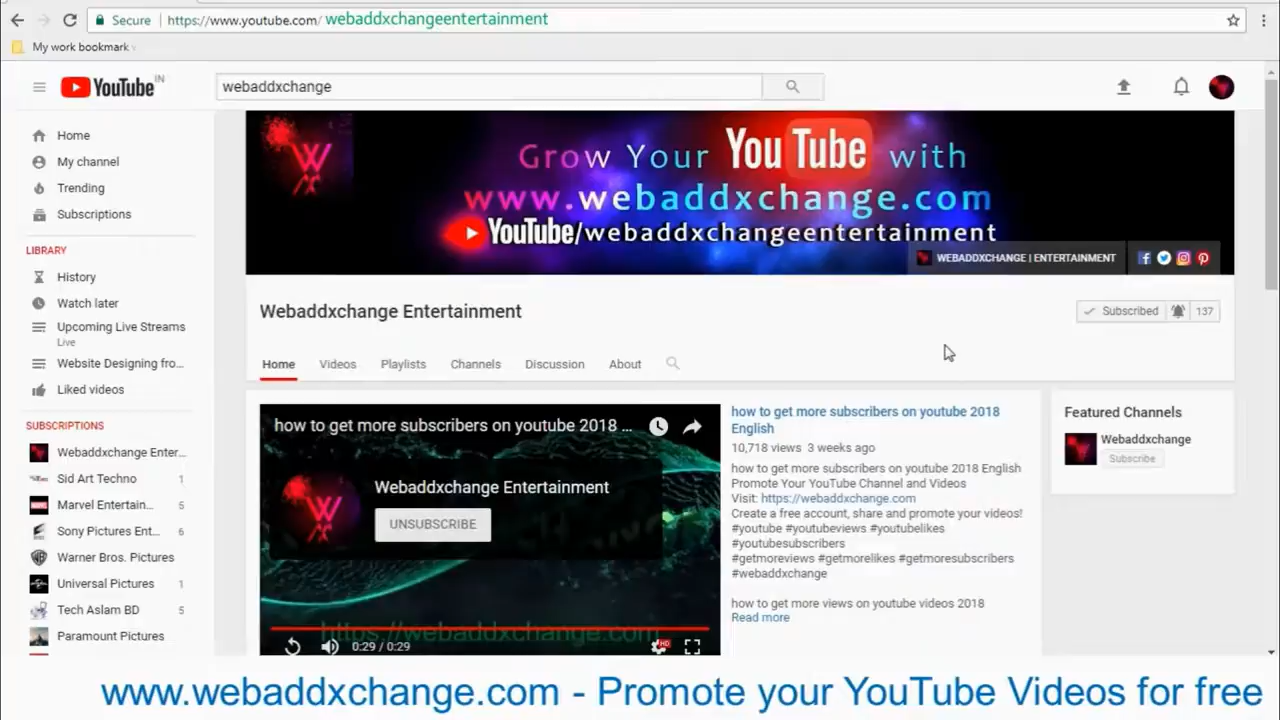 Secure https://www.youtube.com/ webaddxchangeentertainment
My work bookmark
YouTube IN
webaddxchange
Home
My channel
Trending
Subscriptions
LIBRARY
History
Watch later
Upcoming Live Streams
Live
Website Designing fro...
Liked videos
SUBSCRIPTIONS
Webaddxchange Enter...
Sid Art Techno 1
Marvel Entertain... 5
Sony Pictures Ent... 6
Warner Bros. Pictures
Universal Pictures 1
Tech Aslam BD 5
Paramount Pictures
Grow Your YouTube with
www.webaddxchange.com
YouTube/webaddxchangeentertainment
WEBADDXCHANGE | ENTERTAINMENT
Webaddxchange Entertainment
Subscribed 137
Home Videos Playlists Channels Discussion About
how to get more subscribers on youtube 2018 ...
Webaddxchange Entertainment
UNSUBSCRIBE
https://webaddxchange.com
0:29 / 0:29
HD
how to get more subscribers on youtube 2018
English
10,718 views 3 weeks ago
how to get more subscribers on youtube 2018 English
Promote Your YouTube Channel and Videos
Visit: https://webaddxchange.com
Create a free account, share and promote your videos!
#youtube #youtubeviews #youtubelikes
#youtubesubscribers
#getmoreviews #getmorelikes #getmoresubscribers
#webaddxchange
how to get more views on youtube videos 2018
Read more
Featured Channels
Webaddxchange
Subscribe
www.webaddxchange.com - Promote your YouTube Videos for free